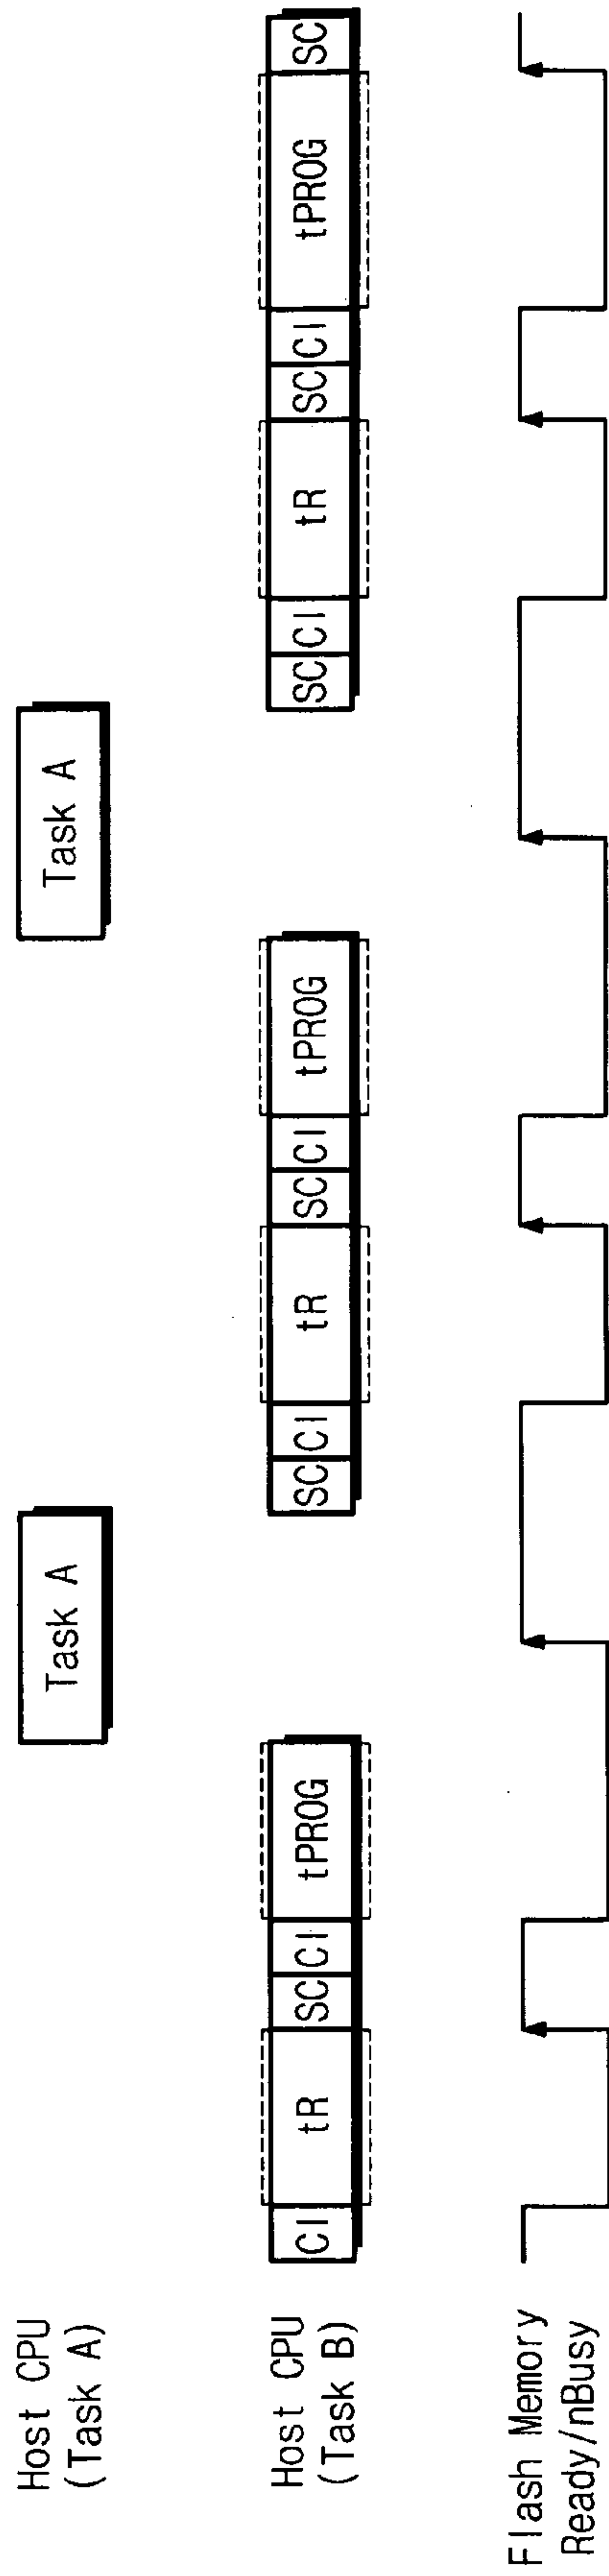 Host CPU
(Task A)
Task A
Task A
Host CPU
(Task B)
CI
tR
SC
CI
tPROG
SC
CI
tR
SC
CI
tPROG
SC
CI
tR
SC
CI
tPROG
SC
Flash Memory
Ready/nBusy